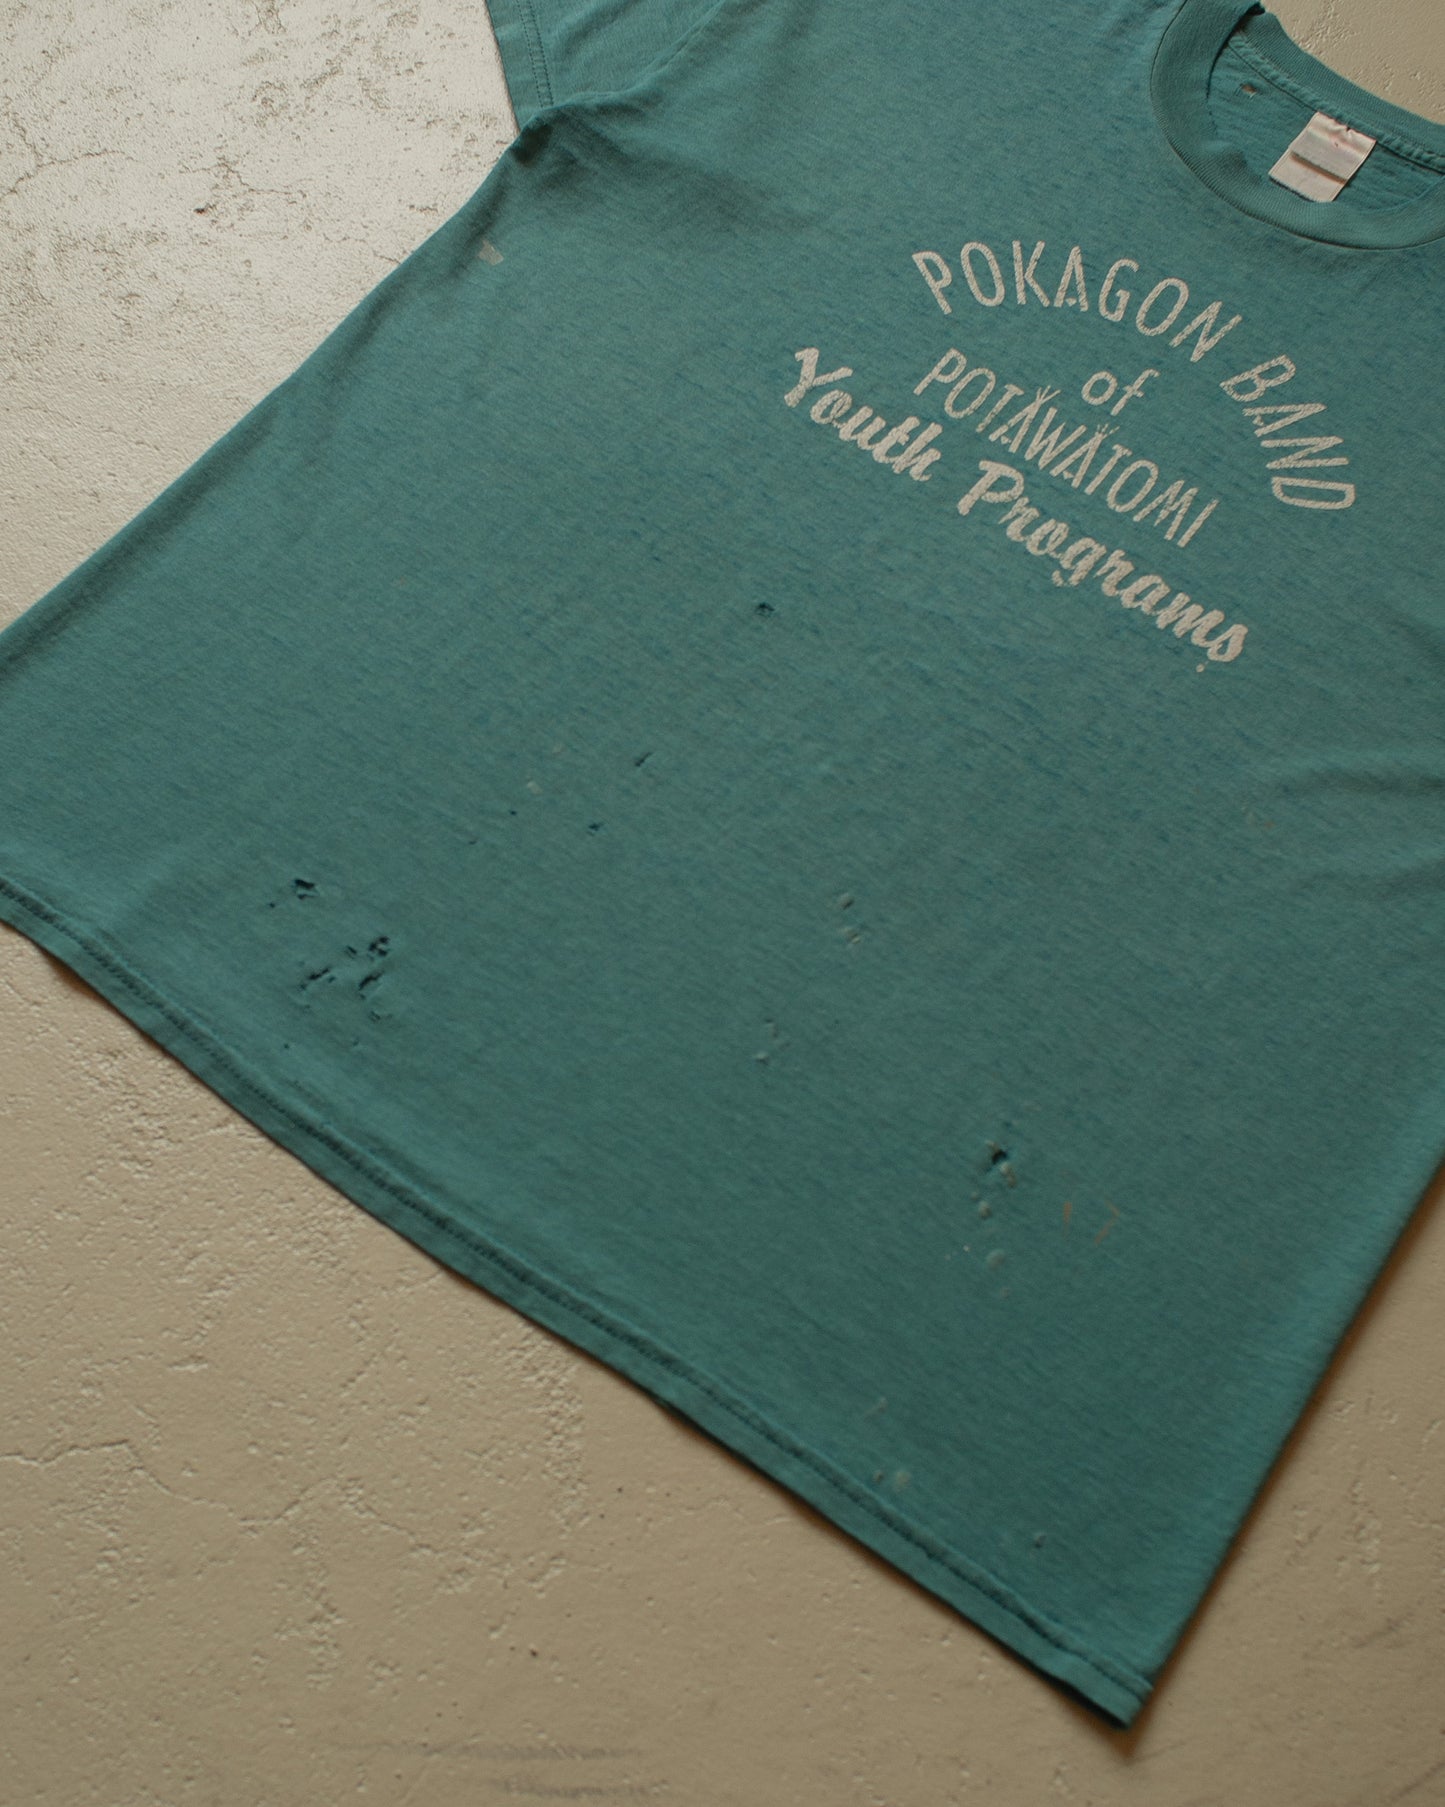 POKAGON BAND
of
POTAWATOMI
Youth Programs